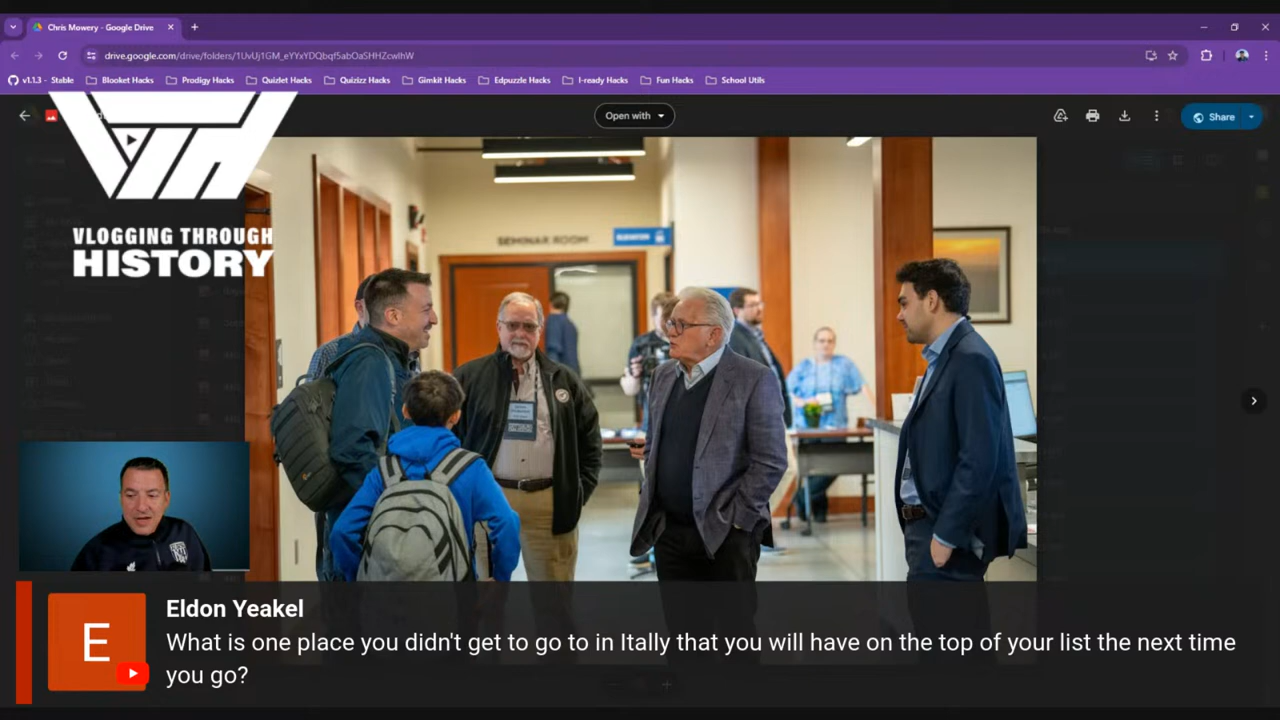 Chris Mowery - Google Drive
drive.google.com/drive/folders/1UvUj1GM_eYYxYDQbqf5abOaSHHZcwlhW
v1.1.3 - Stable
Blooket Hacks
Prodigy Hacks
Quizlet Hacks
Quizizz Hacks
Gimkit Hacks
Edpuzzle Hacks
I-ready Hacks
Fun Hacks
School Utils
Open with
Share
VTH
VLOGGING THROUGH
HISTORY
SEMINAR ROOM
ELEVATOR
E
Eldon Yeakel
What is one place you didn't get to go to in Itally that you will have on the top of your list the next time
you go?